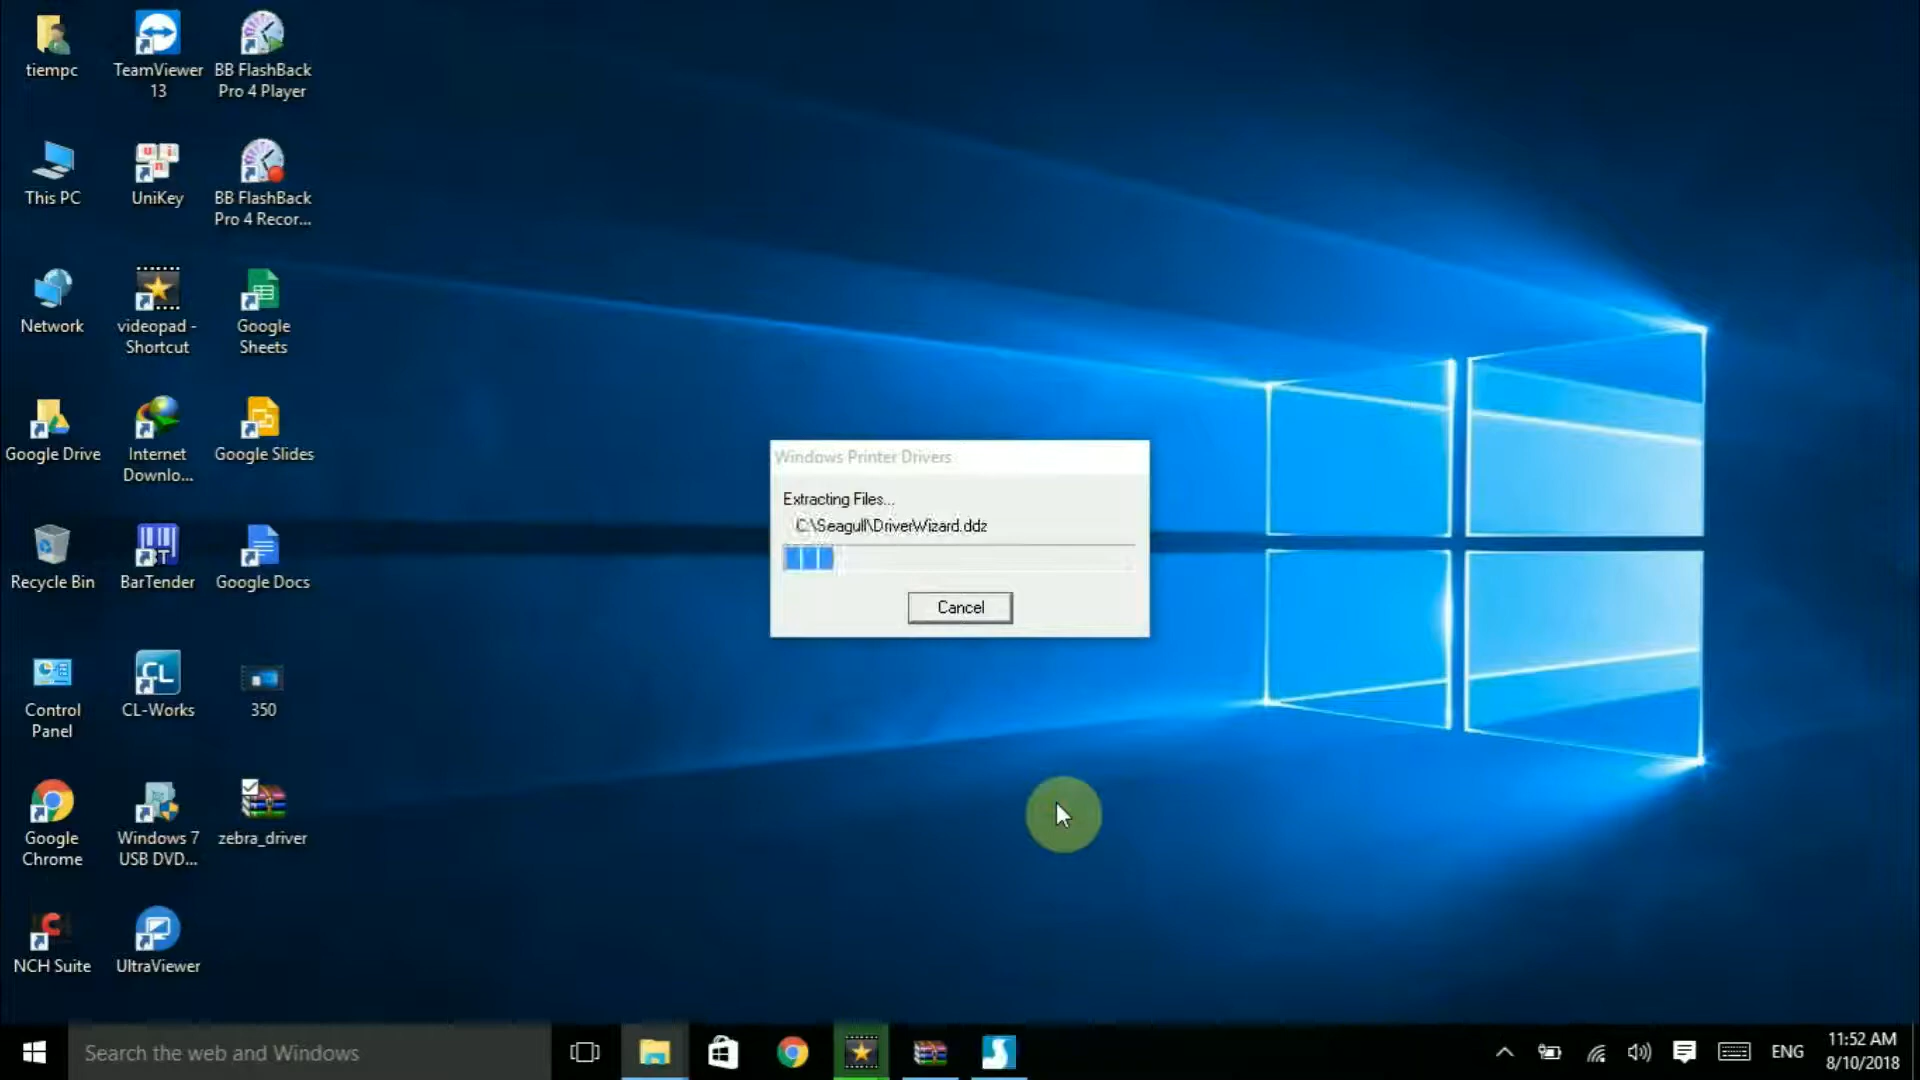 tiempc
TeamViewer
13
BB FlashBack
Pro 4 Player
This PC
UniKey
BB FlashBack
Pro 4 Recor...
Network
videopad -
Shortcut
Google
Sheets
Google Drive
Internet
Downlo...
Google Slides
Recycle Bin
BarTender
Google Docs
Control
Panel
CL-Works
350
Google
Chrome
Windows 7
USB DVD...
zebra_driver
NCH Suite
UltraViewer
Windows Printer Drivers
Extracting Files...
C:\Seagull\DriverWizard.ddz
Cancel
Search the web and Windows
ENG
11:52 AM
8/10/2018